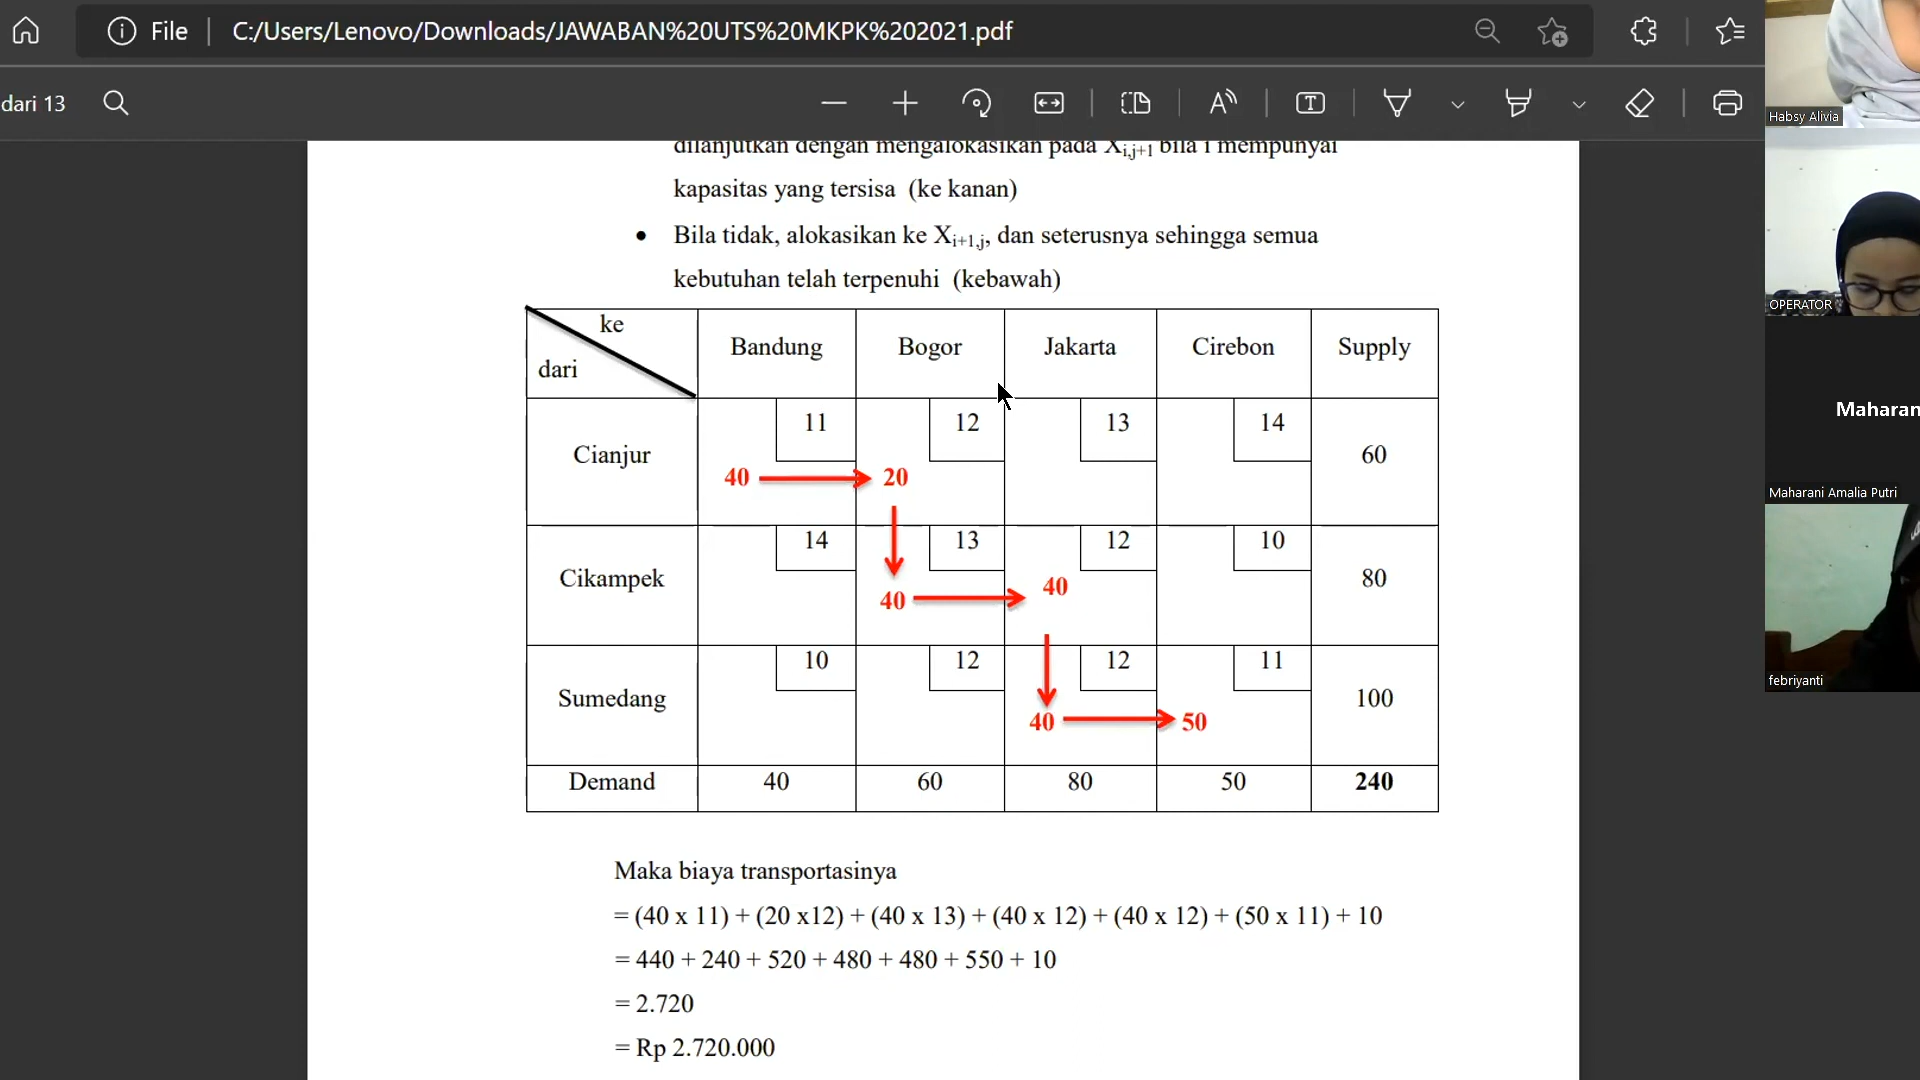 File
C:/Users/Lenovo/Downloads/JAWABAN%20UTS%20MKPK%202021.pdf
dari 13
dilanjutkan dengan mengalokasikan pada Xi,j+1 bila i mempunyai
kapasitas yang tersisa (ke kanan)
• Bila tidak, alokasikan ke Xi+1,j, dan seterusnya sehingga semua
kebutuhan telah terpenuhi (kebawah)
ke
dari
Bandung Bogor Jakarta Cirebon Supply
11 12 13 14
Cianjur 60
40 20
14 13 12 10
Cikampek 80
40 40
10 12 12 11
Sumedang 100
40 50
Demand 40 60 80 50 240
Maka biaya transportasinya
= (40 x 11) + (20 x12) + (40 x 13) + (40 x 12) + (40 x 12) + (50 x 11) + 10
= 440 + 240 + 520 + 480 + 480 + 550 + 10
= 2.720
= Rp 2.720.000
Habsy Alivia
OPERATOR
Maharan
Maharani Amalia Putri
febriyanti